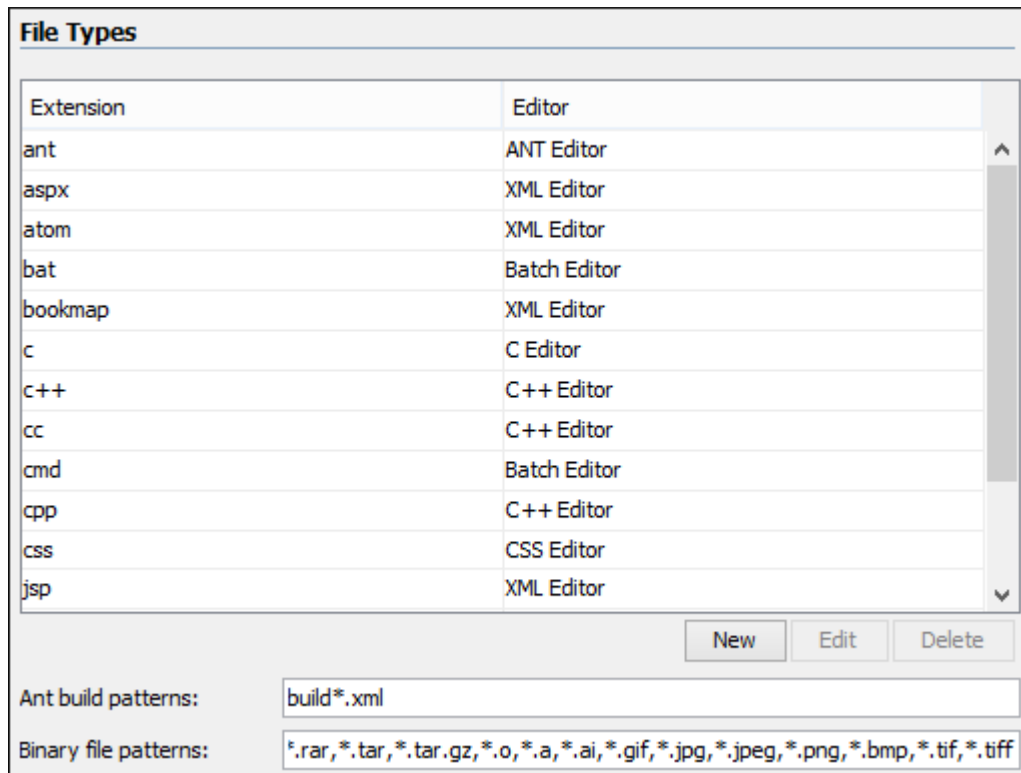 File Types
Extension Editor
ant ANT Editor
aspx XML Editor
atom XML Editor
bat Batch Editor
bookmap XML Editor
c C Editor
c++ C++ Editor
cc C++ Editor
cmd Batch Editor
cpp C++ Editor
css CSS Editor
jsp XML Editor
New Edit Delete
Ant build patterns: build*.xml
Binary file patterns: *.rar,*.tar,*.tar.gz,*.o,*.a,*.ai,*.gif,*.jpg,*.jpeg,*.png,*.bmp,*.tif,*.tiff